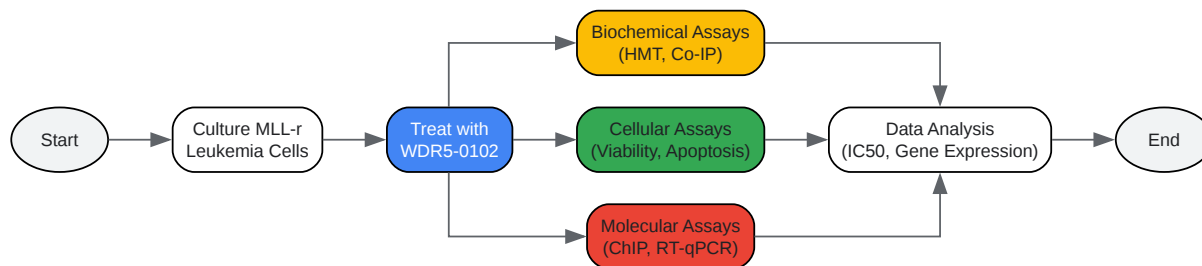 Start
Culture MLL-r
Leukemia Cells
Treat with
WDR5-0102
Biochemical Assays
(HMT, Co-IP)
Cellular Assays
(Viability, Apoptosis)
Molecular Assays
(ChIP, RT-qPCR)
Data Analysis
(IC50, Gene Expression)
End